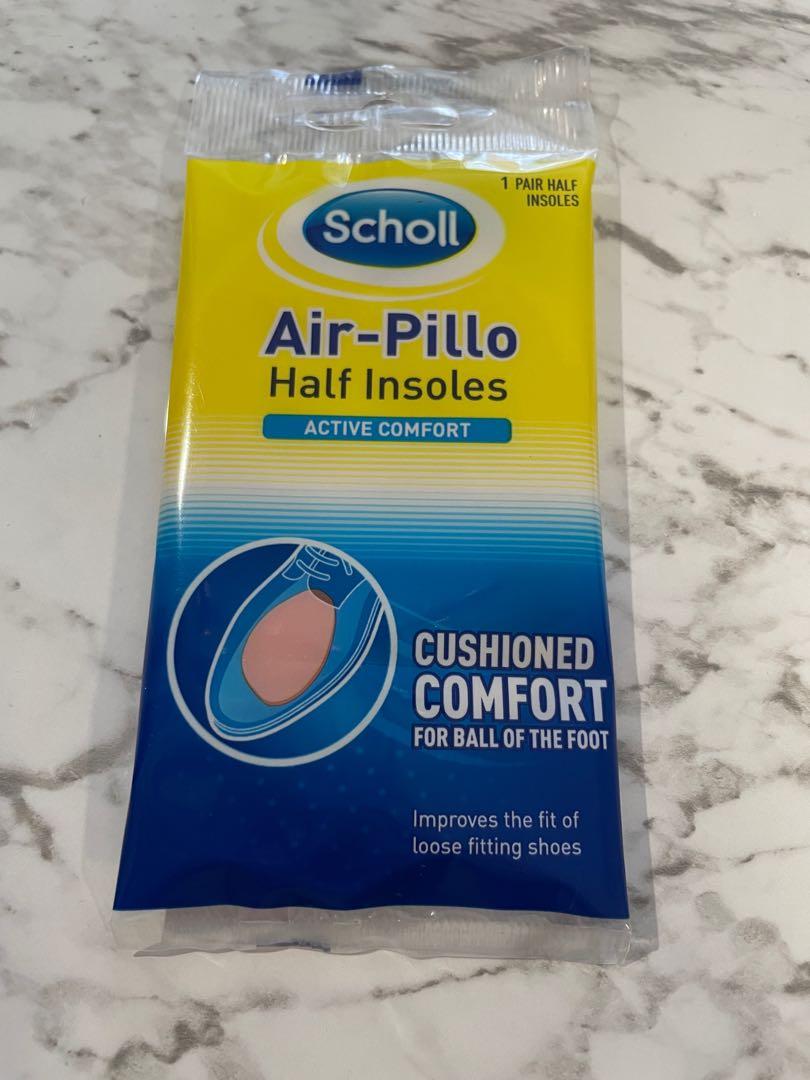 1 PAIR HALF
INSOLES
Scholl
Air-Pillo
Half Insoles
ACTIVE COMFORT
CUSHIONED
COMFORT
FOR BALL OF THE FOOT
Improves the fit of
loose fitting shoes